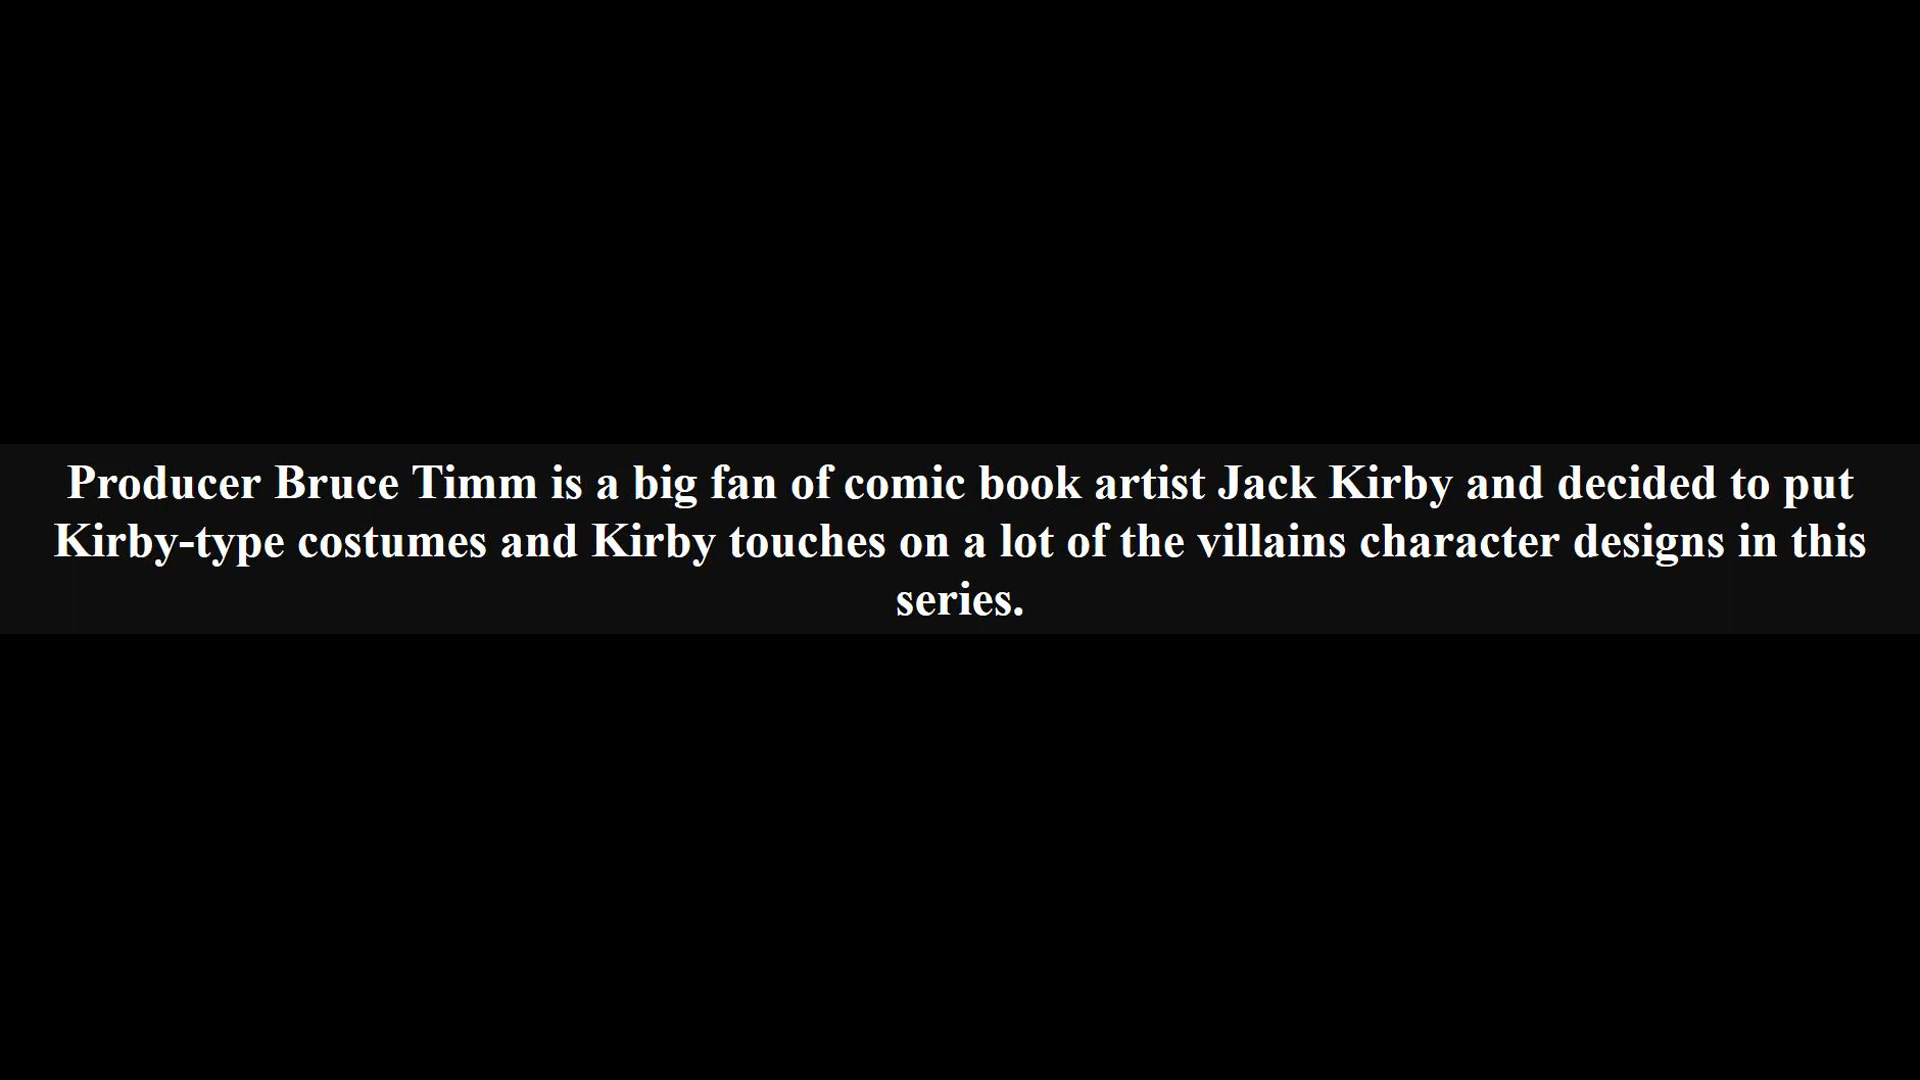 Producer Bruce Timm is a big fan of comic book artist Jack Kirby and decided to put
Kirby-type costumes and Kirby touches on a lot of the villains character designs in this
series.